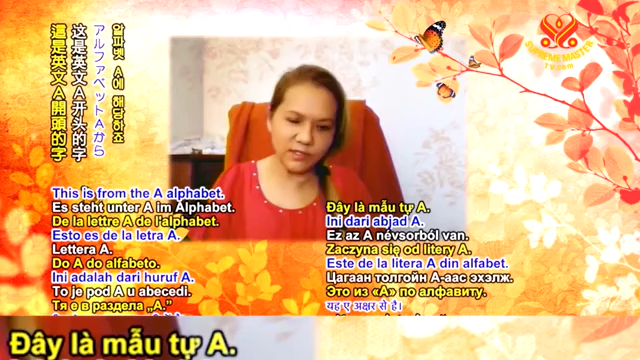 알파벳 A에 해당하죠
アルファベットAから
这是英文A开头的字
這是英文A開頭的字
SUPREME MASTER
This is from the A alphabet.
Es steht unter A im Alphabet.
De la lettre A de l'alphabet.
Esto es de la letra A.
Lettera A.
Do A do alfabeto.
Ini adalah dari huruf A.
To je pod A u abecedi.
Тя е в раздела „А.”
Đây là mẫu tự A.
Ini dari abjad A.
Ez az A névsorból van.
Zaczyna się od litery A.
Este de la litera A din alfabet.
Цагаан толгойн А-аас эхэлж.
Это из «А» по алфавиту.
यह ए अक्षर से है।
Đây là mẫu tự A.